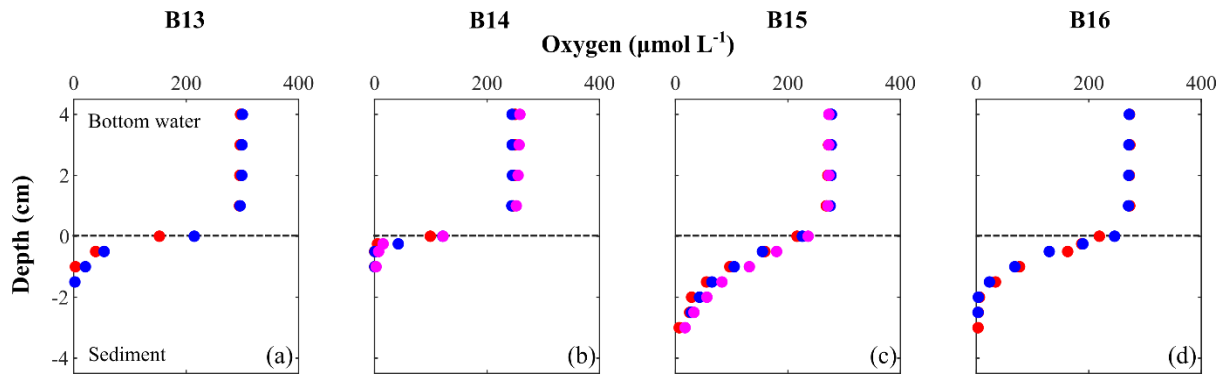 B13 B14 B15 B16
Oxygen (µmol L⁻¹)
0 200 400 0 200 400 0 200 400 0 200 400
4
Bottom water
2
0
Depth (cm)
-2
-4
Sediment
(a) (b) (c) (d)